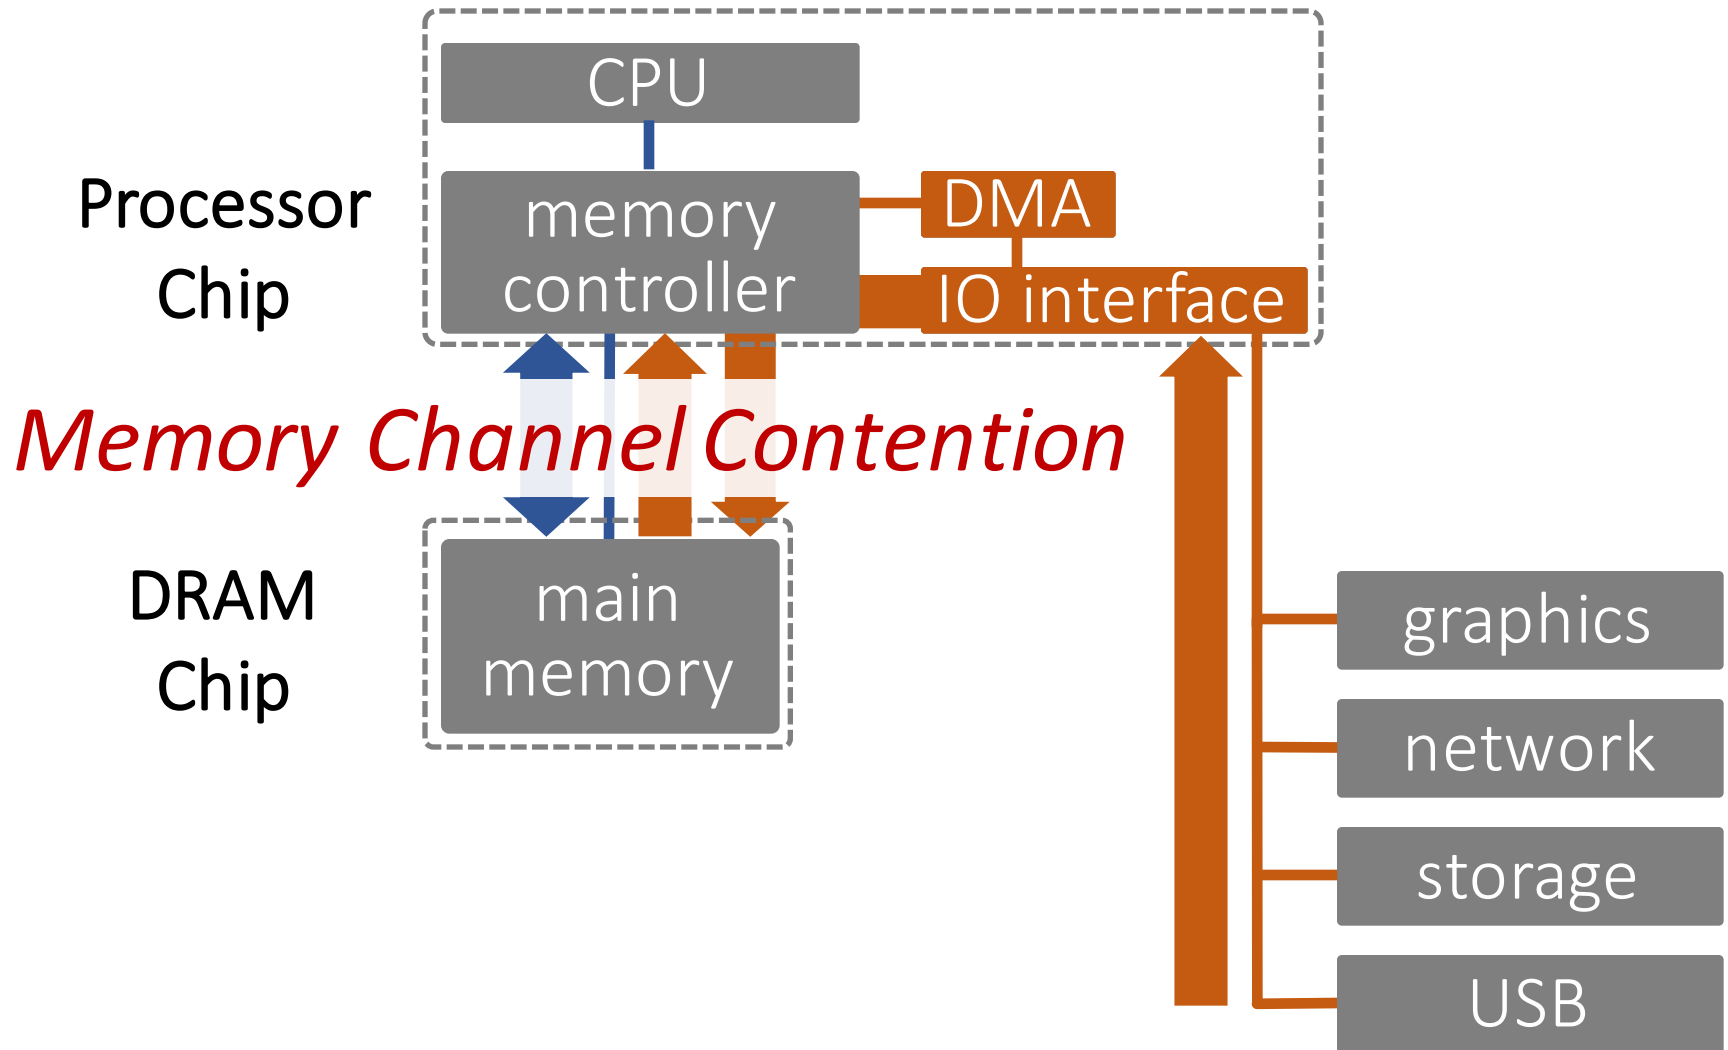 CPU
Processor
Chip
memory
controller
DMA
IO interface
Memory Channel Contention
DRAM
Chip
main
memory
graphics
network
storage
USB